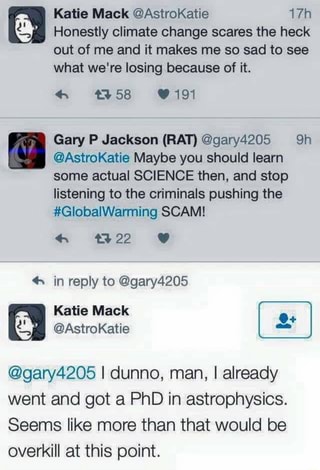 Katie Mack @AstroKatie 17h
Honestly climate change scares the heck
out of me and it makes me so sad to see
what we're losing because of it.
58 191
Gary P Jackson (RAT) @gary4205 9h
@AstroKatie Maybe you should learn
some actual SCIENCE then, and stop
listening to the criminals pushing the
#GlobalWarming SCAM!
22
in reply to @gary4205
Katie Mack
@AstroKatie
@gary4205 I dunno, man, I already
went and got a PhD in astrophysics.
Seems like more than that would be
overkill at this point.